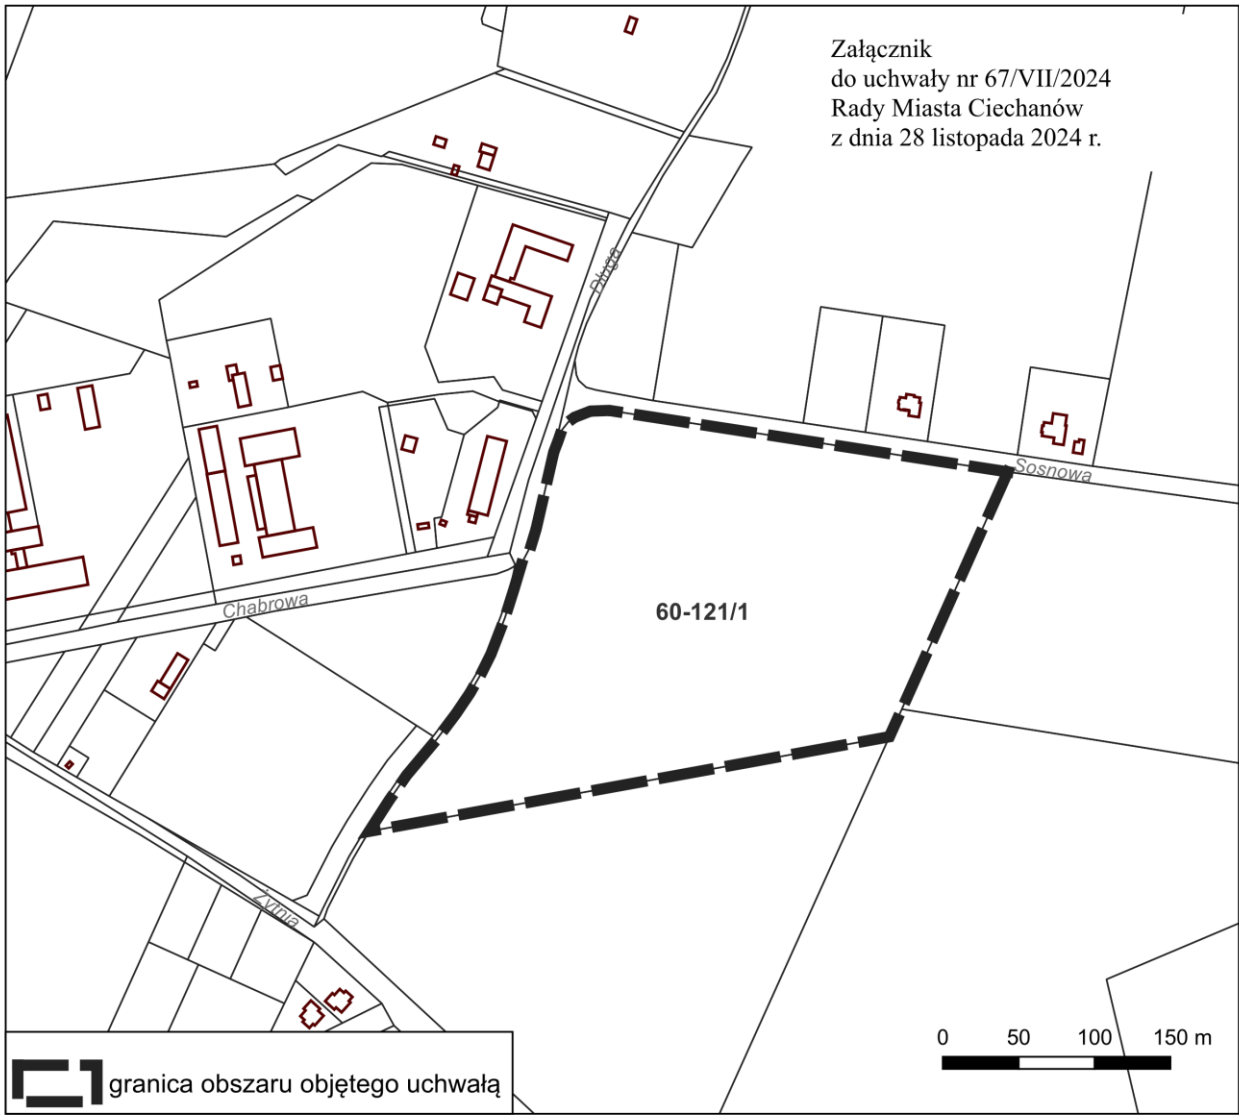 Załącznik
do uchwały nr 67/VII/2024
Rady Miasta Ciechanów
z dnia 28 listopada 2024 r.
Długa
Sosnowa
60-121/1
Chabrowa
Żytnia
0 50 100 150 m
granica obszaru objętego uchwałą